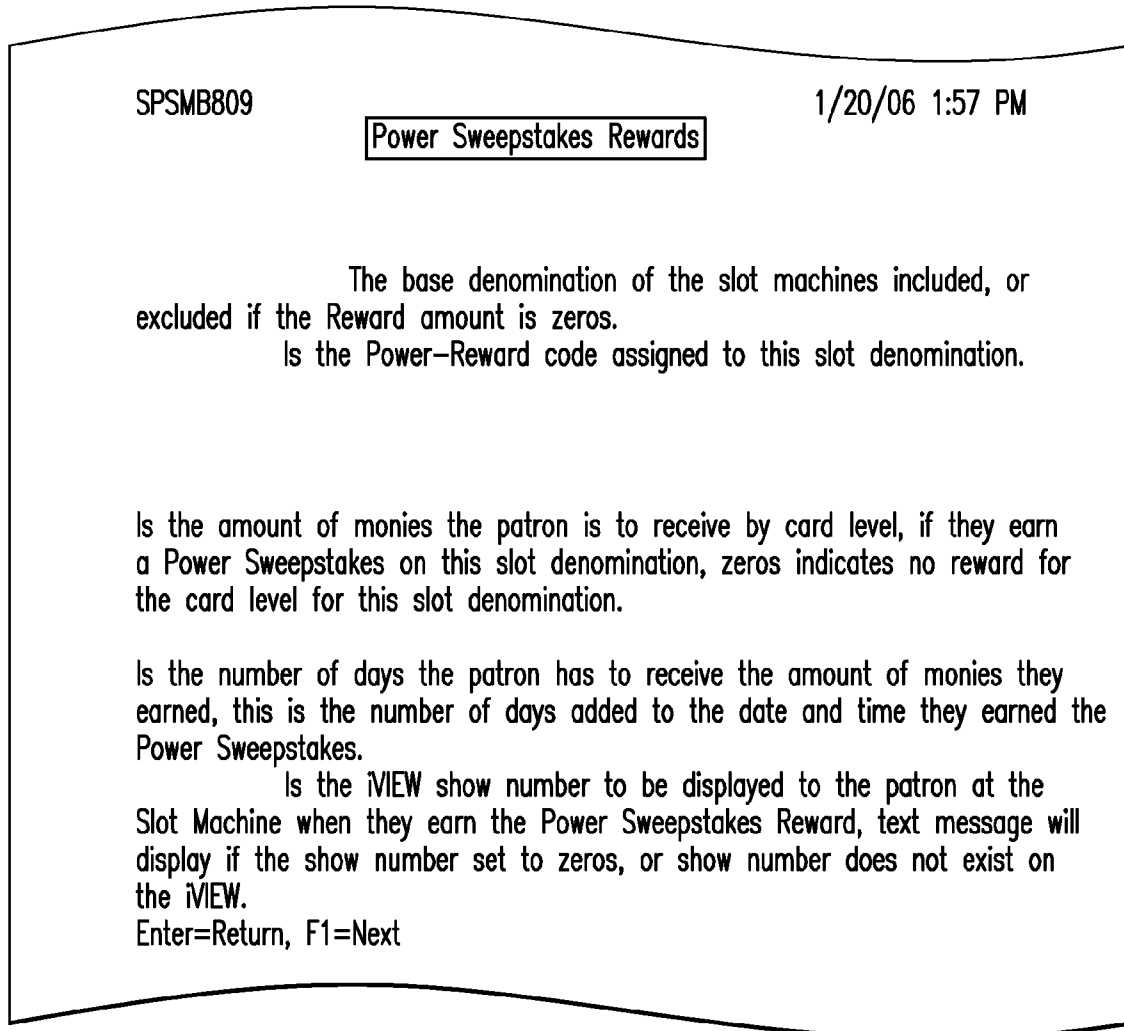 SPSMB809 1/20/06 1:57 PM
Power Sweepstakes Rewards
The base denomination of the slot machines included, or
excluded if the Reward amount is zeros.
Is the Power-Reward code assigned to this slot denomination.
Is the amount of monies the patron is to receive by card level, if they earn
a Power Sweepstakes on this slot denomination, zeros indicates no reward for
the card level for this slot denomination.
Is the number of days the patron has to receive the amount of monies they
earned, this is the number of days added to the date and time they earned the
Power Sweepstakes.
Is the iVIEW show number to be displayed to the patron at the
Slot Machine when they earn the Power Sweepstakes Reward, text message will
display if the show number set to zeros, or show number does not exist on
the iVIEW.
Enter=Return, F1=Next